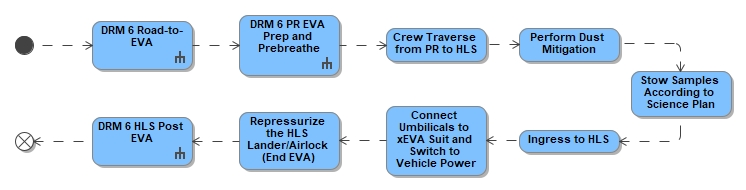 DRM 6 Road-to-
EVA
DRM 6 PR EVA
Prep and
Prebreathe
Crew Traverse
from PR to HLS
Perform Dust
Mitigation
Stow Samples
According to
Science Plan
Ingress to HLS
Connect
Umbilicals to
xEVA Suit and
Switch to
Vehicle Power
Repressurize
the HLS
Lander/Airlock
(End EVA)
DRM 6 HLS Post
EVA